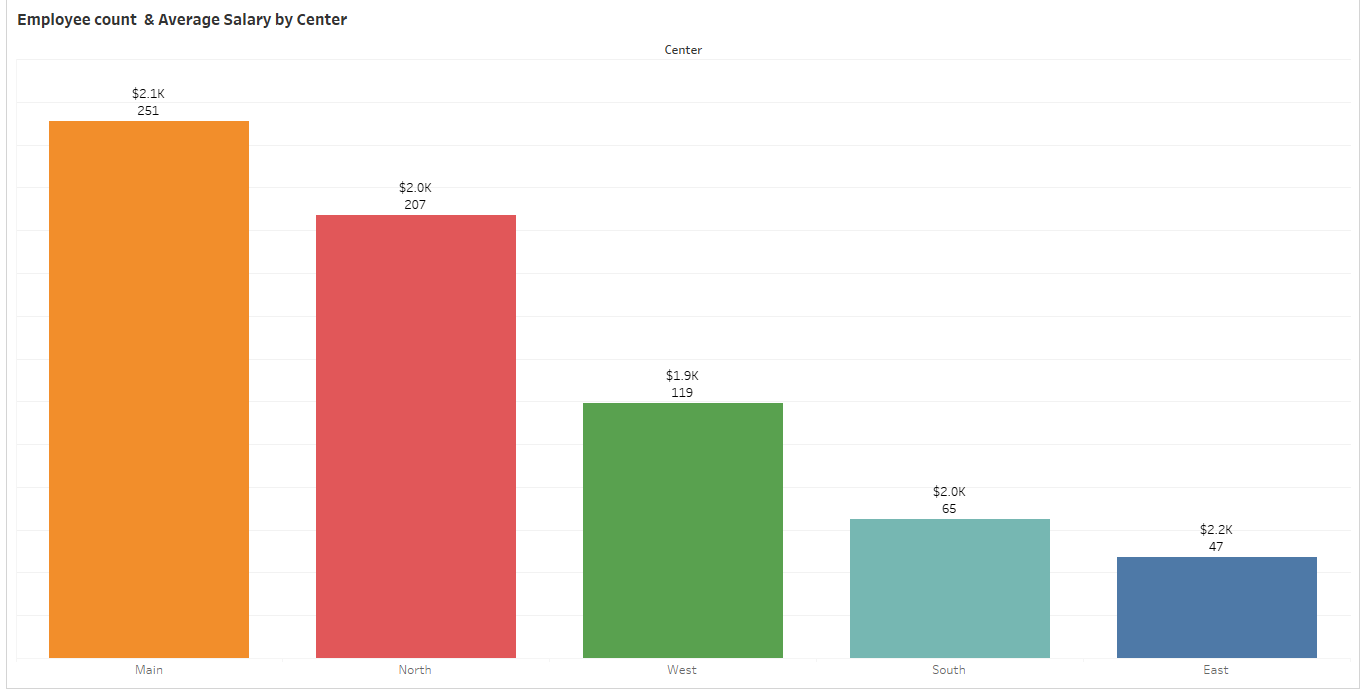 Employee count  & Average Salary by Center
Center
$2.1K
251
$2.0K
207
$1.9K
119
$2.0K
65
$2.2K
47
Main
North
West
South
East